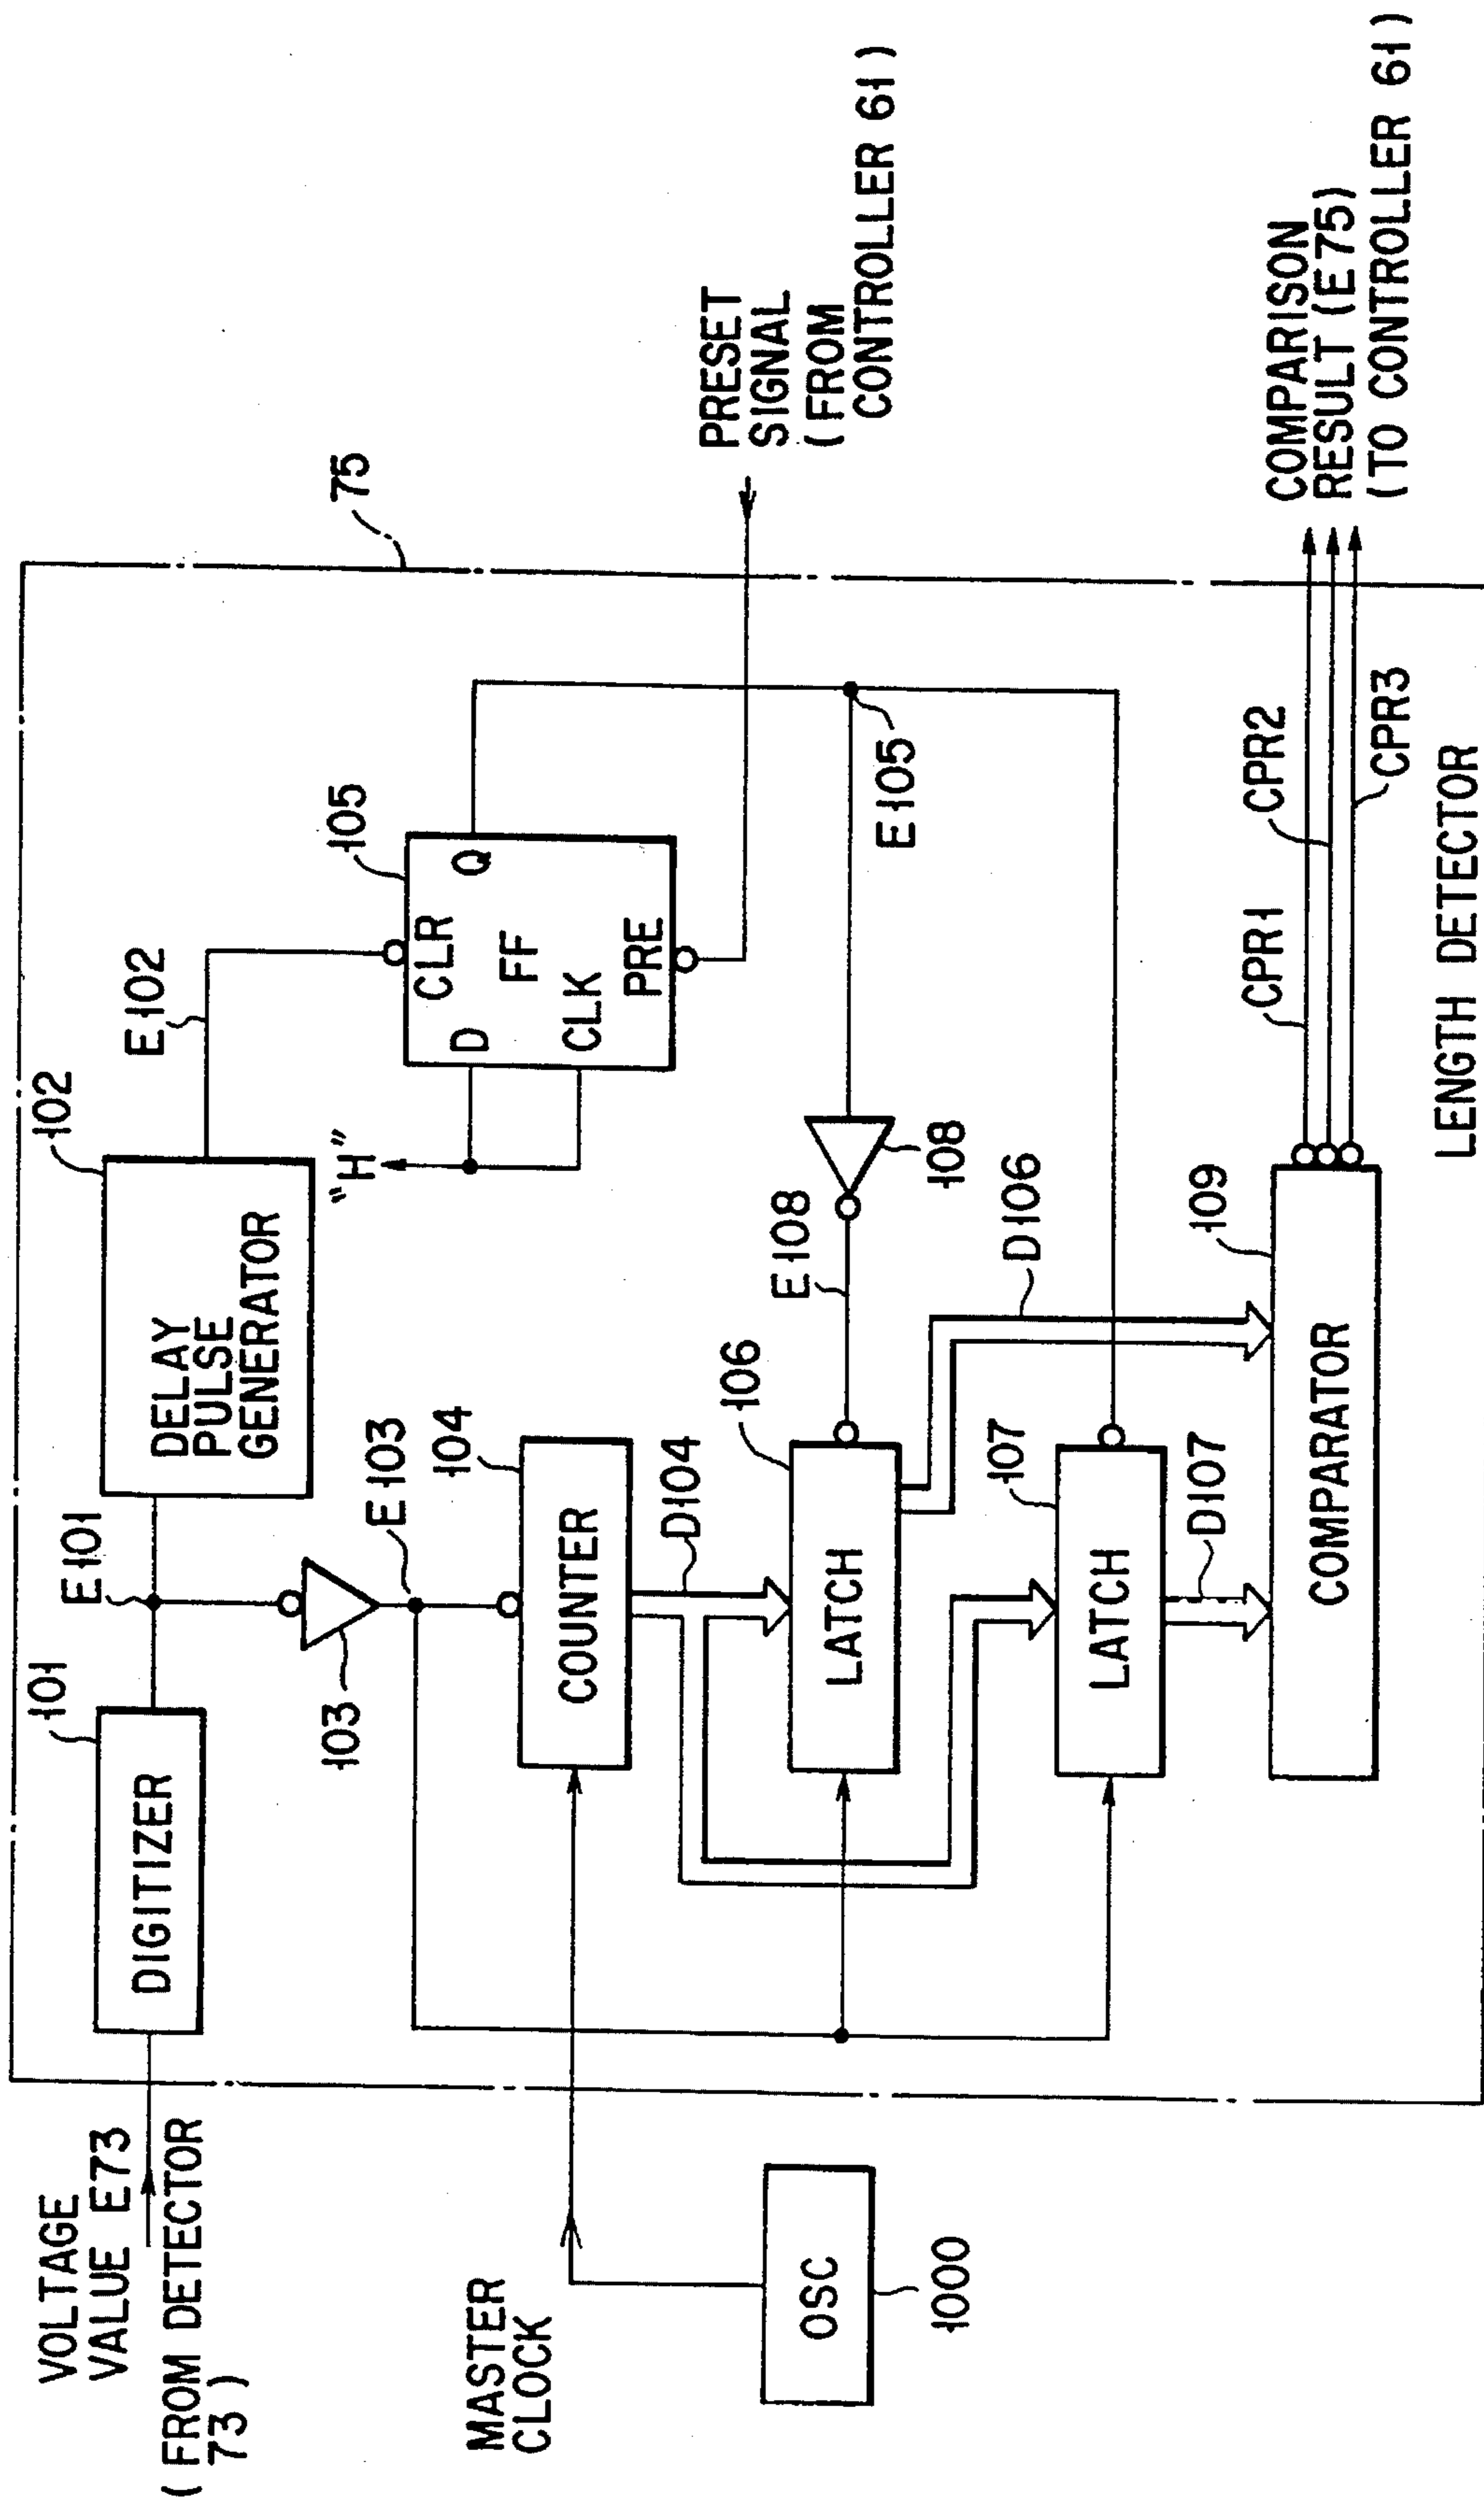 VOLTAGE
VALUE E73
(FROM DETECTOR
73)
101
DIGITIZER
E101
102
DELAY
PULSE
GENERATOR
E102
"H"
105
CLR
D
Q
FF
CLK
PRE
75
PRESET
SIGNAL
(FROM
CONTROLLER 61)
103
E103
MASTER
CLOCK
104
COUNTER
D104
OSC
1000
106
LATCH
E108
108
E105
D106
107
LATCH
D107
109
COMPARATOR
CPR1
CPR2
CPR3
COMPARISON
RESULT (E75)
(TO CONTROLLER 61)
LENGTH DETECTOR